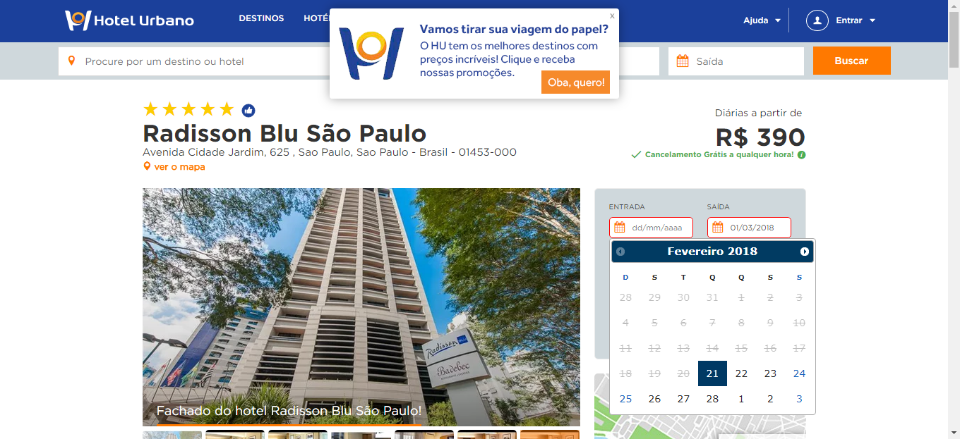 Hotel Urbano
DESTINOS
Ajuda
Entrar
x
Vamos tirar sua viagem do papel?
O HU tem os melhores destinos com
preços incríveis! Clique e receba
nossas promoções.
Oba, quero!
Procure por um destino ou hotel
Saída
Buscar
Radisson Blu São Paulo
Avenida Cidade Jardim, 625 , Sao Paulo, Sao Paulo - Brasil - 01453-000
ver o mapa
Diárias a partir de
R$ 390
Cancelamento Grátis a qualquer hora!
Radisson
Badebec
Fachado do hotel Radisson Blu São Paulo!
ENTRADA SAÍDA
dd/mm/aaaa 01/03/2018
Fevereiro 2018
D S T Q Q S S
28 29 30 31 1 2 3
4 5 6 7 8 9 10
11 12 13 14 15 16 17
18 19 20 21 22 23 24
25 26 27 28 1 2 3